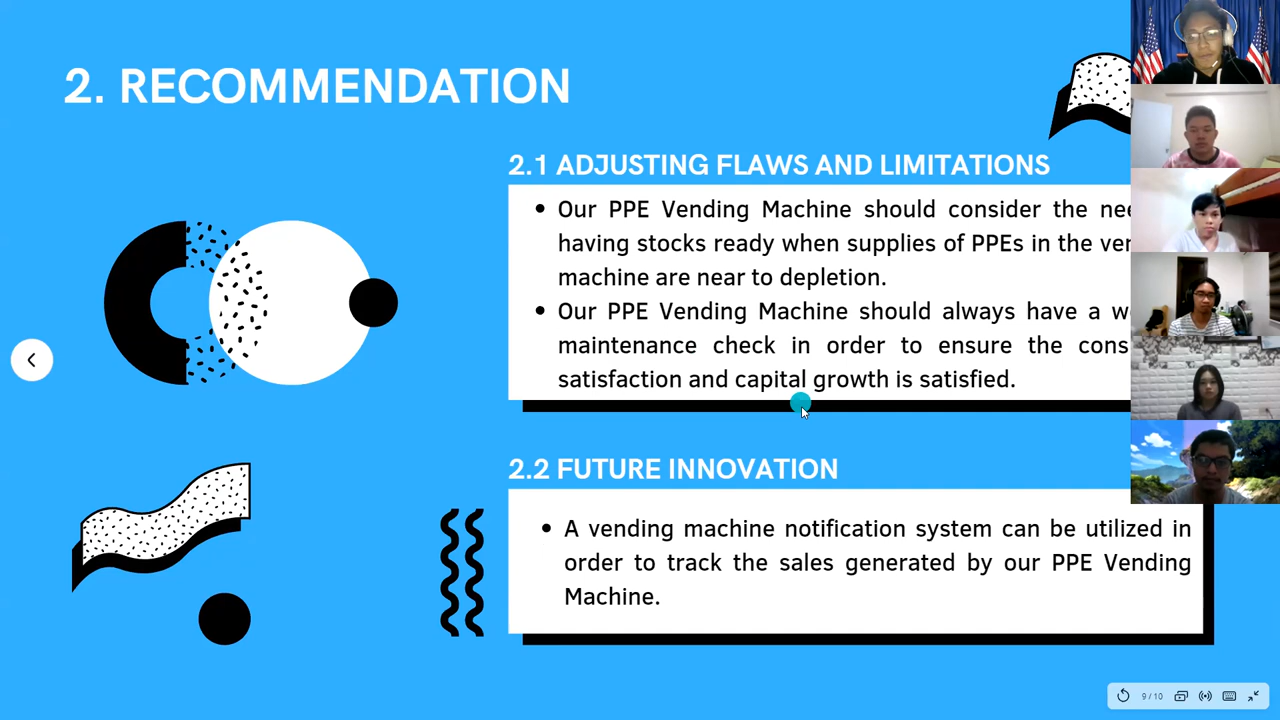 2. RECOMMENDATION
2.1 ADJUSTING FLAWS AND LIMITATIONS
Our PPE Vending Machine should consider the
having stocks ready when supplies of PPEs in the
machine are near to depletion.
Our PPE Vending Machine should always have a
maintenance check in order to ensure the
satisfaction and capital growth is satisfied.
2.2 FUTURE INNOVATION
A vending machine notification system can be utilized in
order to track the sales generated by our PPE Vending
Machine.
9 / 10